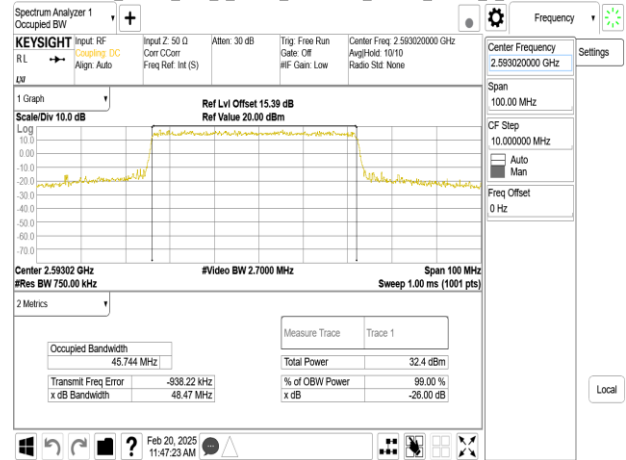 Spectrum Analyzer 1
Occupied BW
Frequency
KEYSIGHT
RL
Input: RF
Coupling: DC
Align: Auto
Input Z: 50 Ω
Corr CCorr
Freq Ref: Int (S)
Atten: 30 dB
Trig: Free Run
Gate: Off
#IF Gain: Low
Center Freq: 2.593020000 GHz
Avg|Hold: 10/10
Radio Std: None
LXI
1 Graph
Scale/Div 10.0 dB
Ref Lvl Offset 15.39 dB
Ref Value 20.00 dBm
Log
10.0
0.00
-10.0
-20.0
-30.0
-40.0
-50.0
-60.0
-70.0
Center 2.59302 GHz
#Video BW 2.7000 MHz
Span 100 MHz
#Res BW 750.00 kHz
Sweep 1.00 ms (1001 pts)
2 Metrics
Measure Trace Trace 1
Occupied Bandwidth
45.744 MHz
Total Power 32.4 dBm
Transmit Freq Error -938.22 kHz
% of OBW Power 99.00 %
x dB Bandwidth 48.47 MHz
x dB -26.00 dB
Feb 20, 2025
11:47:23 AM
Center Frequency
2.593020000 GHz
Settings
Span
100.00 MHz
CF Step
10.000000 MHz
Auto
Man
Freq Offset
0 Hz
Local